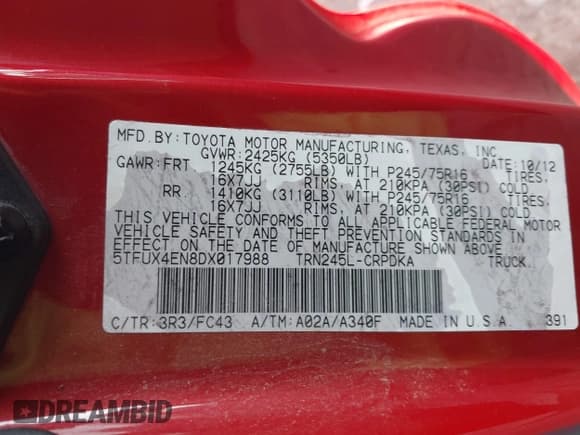 MFD.BY:TOYOTA MOTOR MANUFACTURING, TEXAS, INC.
GVWR:2425KG (5350LB) DATE:10/12
GAWR:FRT 1245KG (2755LB) WITH P245/75R16 TIRES.
16X7JJ RIMS, AT 210KPA (30PSI) COLD
RR 1410KG (3110LB) WITH P245/75R16 TIRES.
16X7JJ RIMS, AT 210KPA (30PSI) COLD
THIS VEHICLE CONFORMS TO ALL APPLICABLE FEDERAL MOTOR
VEHICLE SAFETY AND THEFT PREVENTION STANDARDS IN
EFFECT ON THE DATE OF MANUFACTURE SHOWN ABOVE.
5TFUX4EN8DX017988 TRN245L-CRPDKA TRUCK
C/TR:3R3/FC43 A/TM:A02A/A340F MADE IN U.S.A. 391
DREAMBID